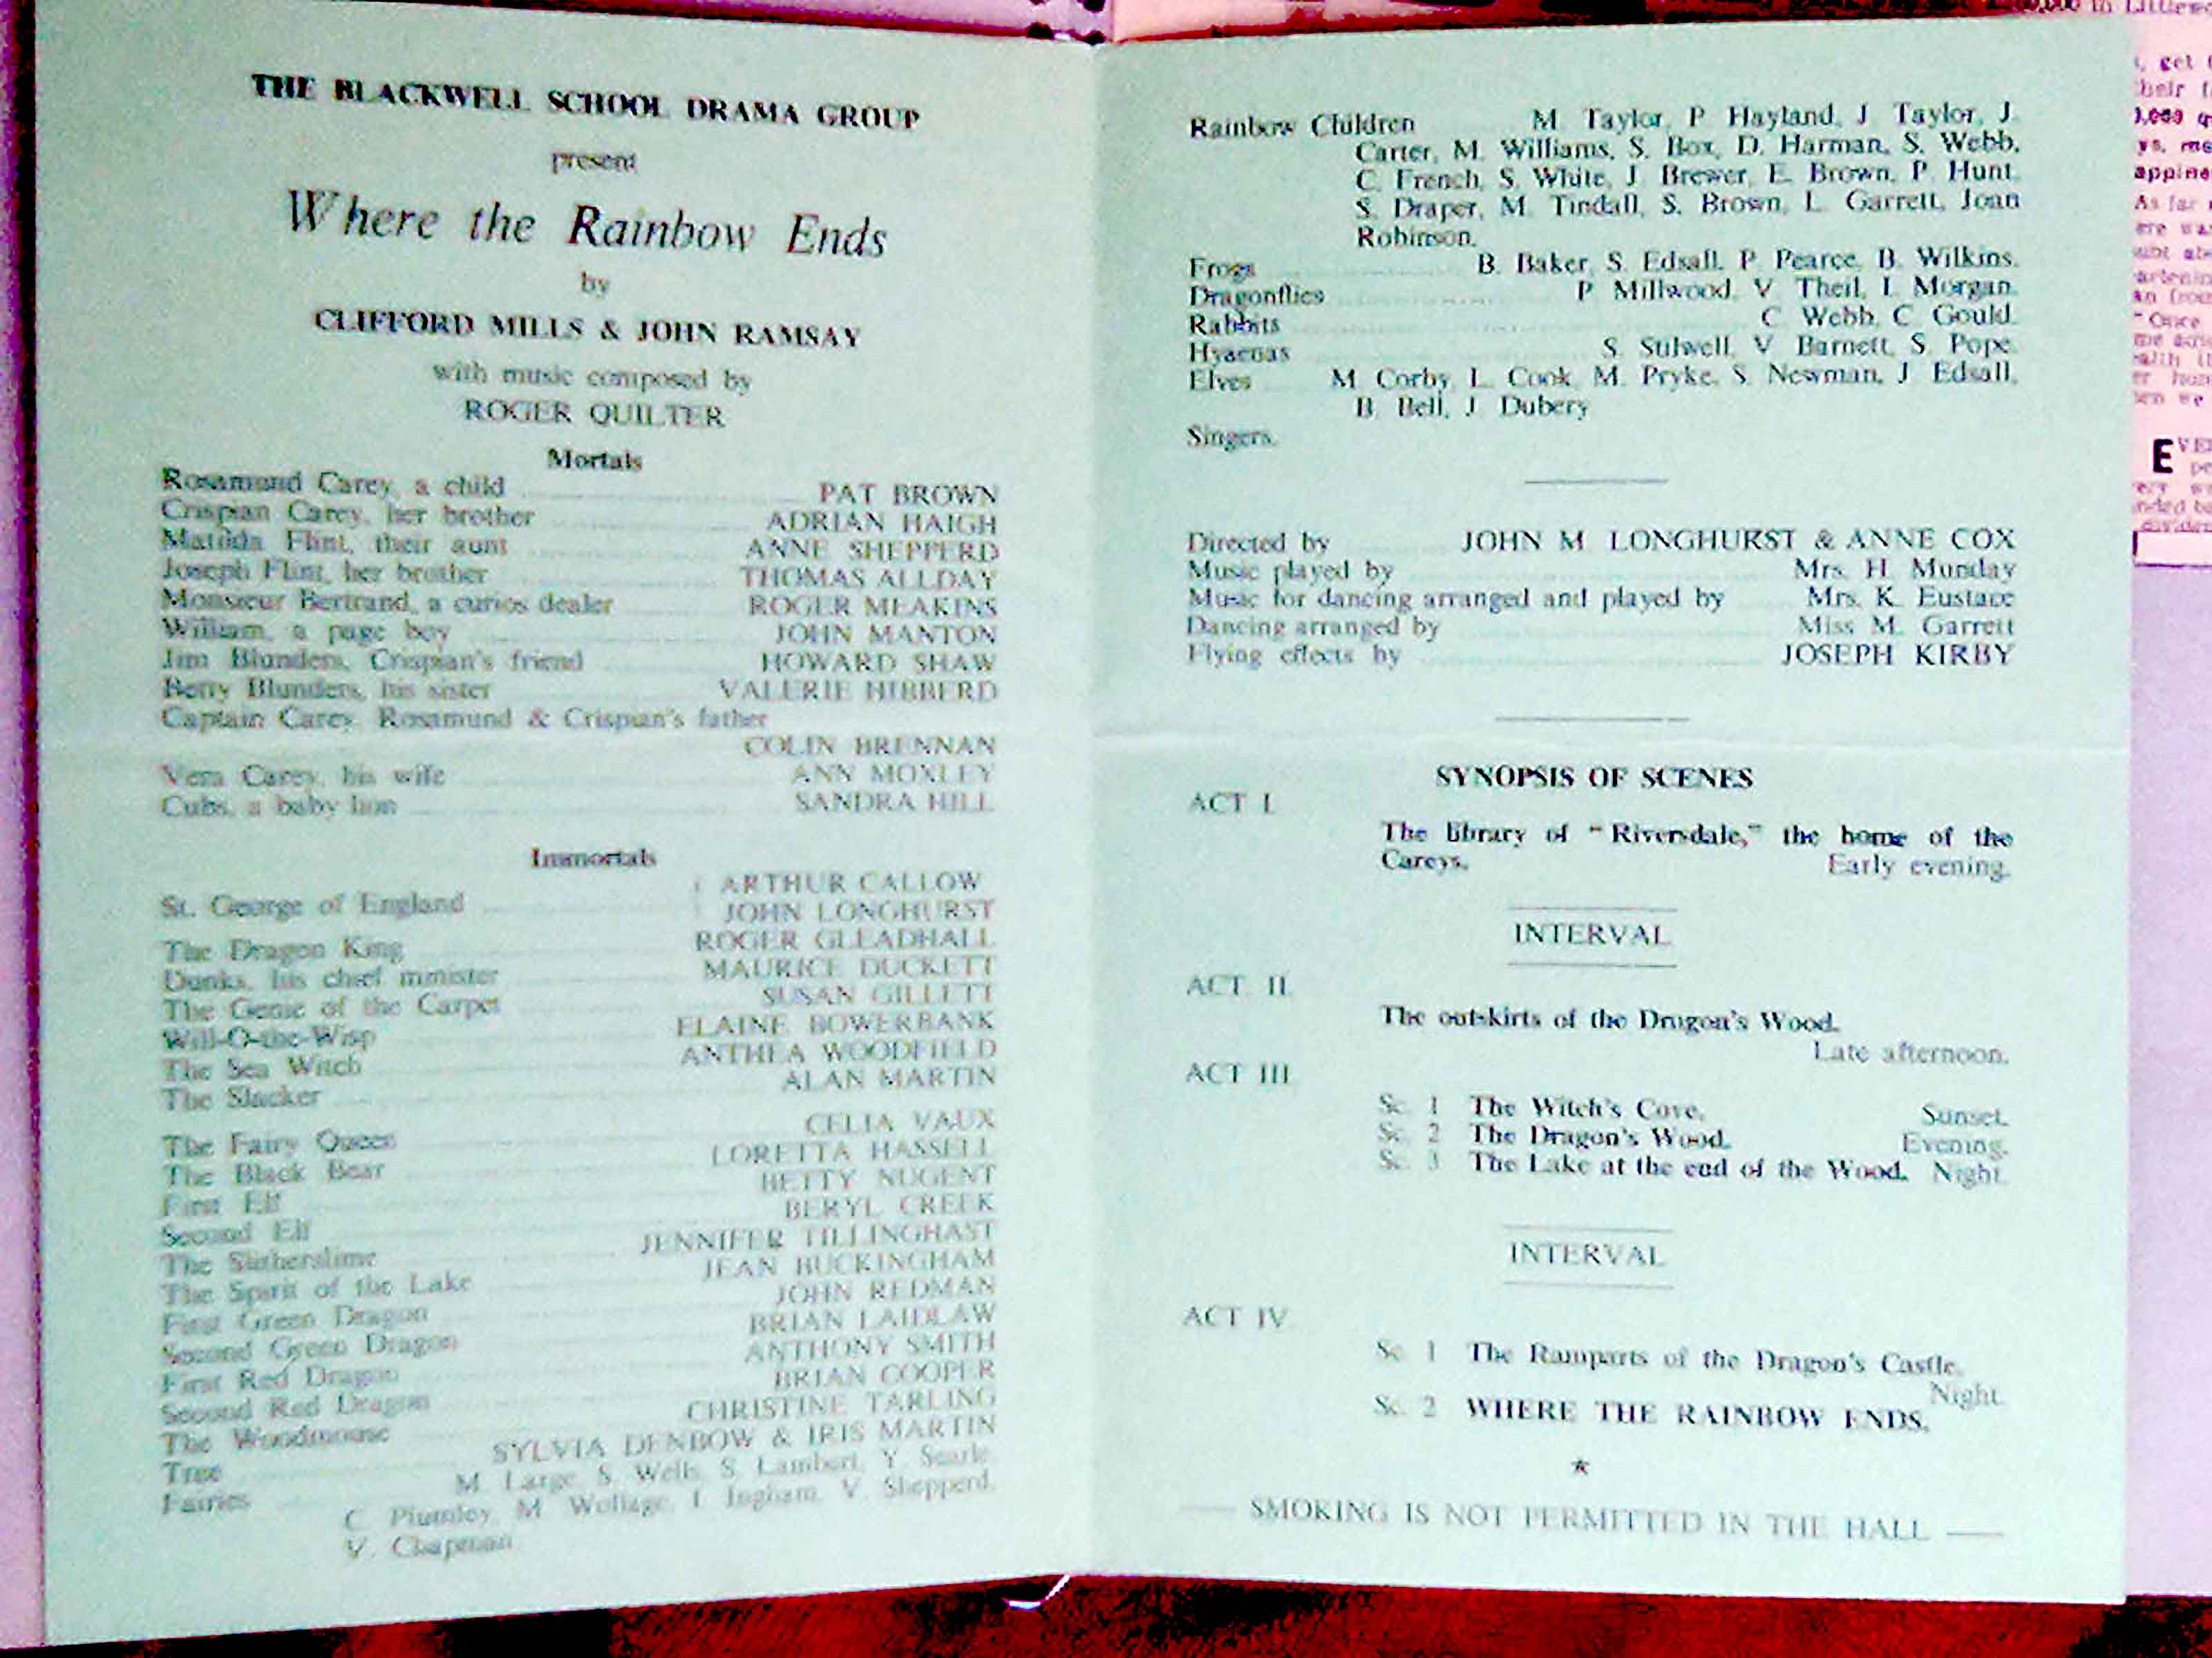 THE BLACKWELL SCHOOL DRAMA GROUP
present
Where the Rainbow Ends
by
CLIFFORD MILLS & JOHN RAMSAY
with music composed by
ROGER QUILTER
Mortals
Rosamund Carey, a child PAT BROWN
Crispian Carey, her brother ADRIAN HAIGH
Matilda Flint, their aunt ANNE SHEPPERD
Joseph Flint, her brother THOMAS ALLDAY
Monsieur Bertrand, a curios dealer ROGER MEAKINS
William, a page boy JOHN MANTON
Jim Blunders, Crispian's friend HOWARD SHAW
Betty Blunders, his sister VALERIE HIBBERD
Captain Carey, Rosamund & Crispian's father
COLIN BRENNAN
Vera Carey, his wife ANN MOXLEY
Cubs, a baby lion SANDRA HILL
Immortals
St. George of England ARTHUR CALLOW
JOHN LONGHURST
The Dragon King ROGER GLEADHALL
Dunks, his chief minister MAURICE DUCKETT
The Genie of the Carpet SUSAN GILLETT
Will-O-the-Wisp ELAINE BOWERBANK
The Sea Witch ANTHEA WOODFIELD
The Slacker ALAN MARTIN
The Fairy Queen CELIA VAUX
The Black Bear LORETTA HASSELL
First Elf BETTY NUGENT
Second Elf BERYL CREEK
The Slitherslime JENNIFER TILLINGHAST
The Spirit of the Lake JEAN BUCKINGHAM
First Green Dragon JOHN REDMAN
Second Green Dragon BRIAN LAIDLAW
First Red Dragon ANTHONY SMITH
Second Red Dragon BRIAN COOPER
The Woodmouse CHRISTINE TARLING
Tree SYLVIA DENBOW & IRIS MARTIN
Fairies M. Large, S. Wells, S. Lambert, Y. Searle,
C. Plumley, M. Wollage, I. Ingham, V. Shepperd,
V. Chapman
Rainbow Children M. Taylor, P. Hayland, J. Taylor, J.
Carter, M. Williams, S. Box, D. Harman, S. Webb,
C. French, S. White, J. Brewer, E. Brown, P. Hunt,
S. Draper, M. Tindall, S. Brown, L. Garrett, Joan
Robinson.
Frogs B. Baker, S. Edsall, P. Pearce, B. Wilkins.
Dragonflies P. Millwood, V. Theil, I. Morgan.
Rabbits C. Webb, C. Gould.
Hyaenas S. Stilwell, V. Barnett, S. Pope.
Elves M. Corby, L. Cook, M. Pryke, S. Newman, J. Edsall,
B. Bell, J. Dubery
Singers.
Directed by JOHN M. LONGHURST & ANNE COX
Music played by Mrs. H. Munday
Music for dancing arranged and played by Mrs. K. Eustace
Dancing arranged by Miss M. Garrett
Flying effects by JOSEPH KIRBY
SYNOPSIS OF SCENES
ACT I.
The library of "Riversdale," the home of the
Careys. Early evening.
INTERVAL
ACT II.
The outskirts of the Dragon's Wood.
Late afternoon.
ACT III.
Sc. 1 The Witch's Cove. Sunset.
Sc. 2 The Dragon's Wood. Evening.
Sc. 3 The Lake at the end of the Wood. Night.
INTERVAL
ACT IV.
Sc. 1 The Ramparts of the Dragon's Castle.
Night.
Sc. 2 WHERE THE RAINBOW ENDS.
SMOKING IS NOT PERMITTED IN THE HALL